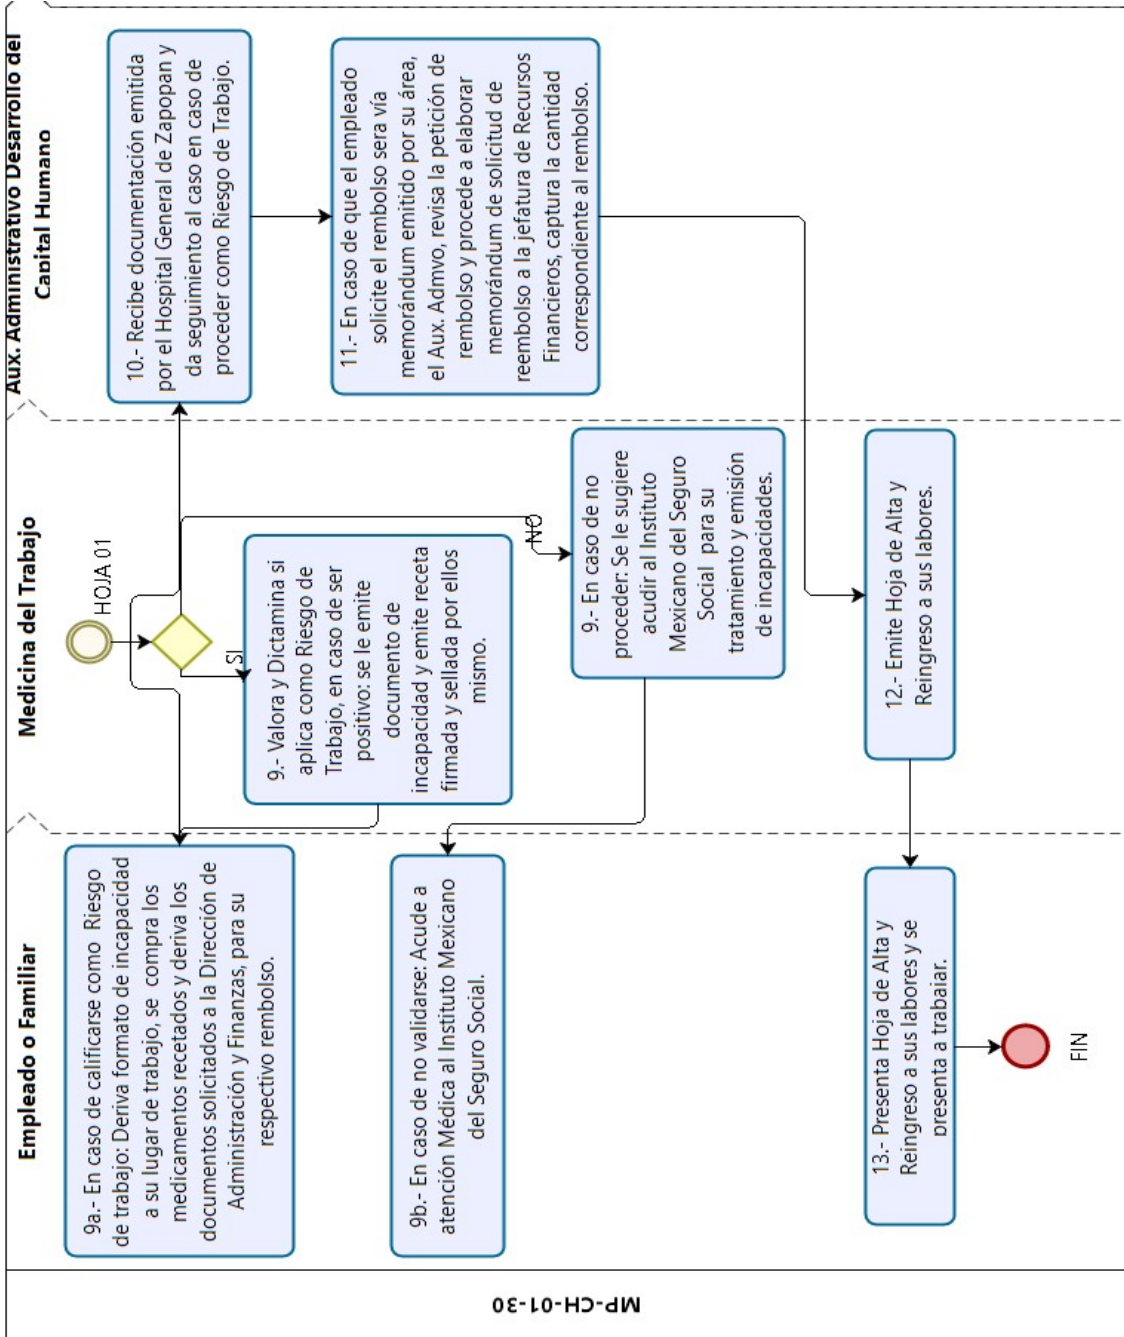 MP-CH-01-30
Empleado o Familiar
Medicina del Trabajo
Aux. Administrativo Desarrollo del
Capital Humano
HOJA 01
SI
9.- Valora y Dictamina si
aplica como Riesgo de
Trabajo, en caso de ser
positivo: se le emite
documento de
incapacidad y emite receta
firmada y sellada por ellos
mismo.
NO
9.- En caso de no
proceder: Se le sugiere
acudir al Instituto
Mexicano del Seguro
Social para su
tratamiento y emisión
de incapacidades.
9a.- En caso de calificarse como Riesgo
de trabajo: Deriva formato de incapacidad
a su lugar de trabajo, se compra los
medicamentos recetados y deriva los
documentos solicitados a la Dirección de
Administración y Finanzas, para su
respectivo rembolso.
9b.- En caso de no validarse: Acude a
atención Médica al Instituto Mexicano
del Seguro Social.
10.- Recibe documentación emitida
por el Hospital General de Zapopan y
da seguimiento al caso en caso de
proceder como Riesgo de Trabajo.
11.- En caso de que el empleado
solicite el rembolso sera vía
memorándum emitido por su área,
el Aux. Admvo, revisa la petición de
rembolso y procede a elaborar
memorándum de solicitud de
reembolso a la jefatura de Recursos
Financieros, captura la cantidad
correspondiente al rembolso.
12.- Emite Hoja de Alta y
Reingreso a sus labores.
13.- Presenta Hoja de Alta y
Reingreso a sus labores y se
presenta a trabajar.
FIN